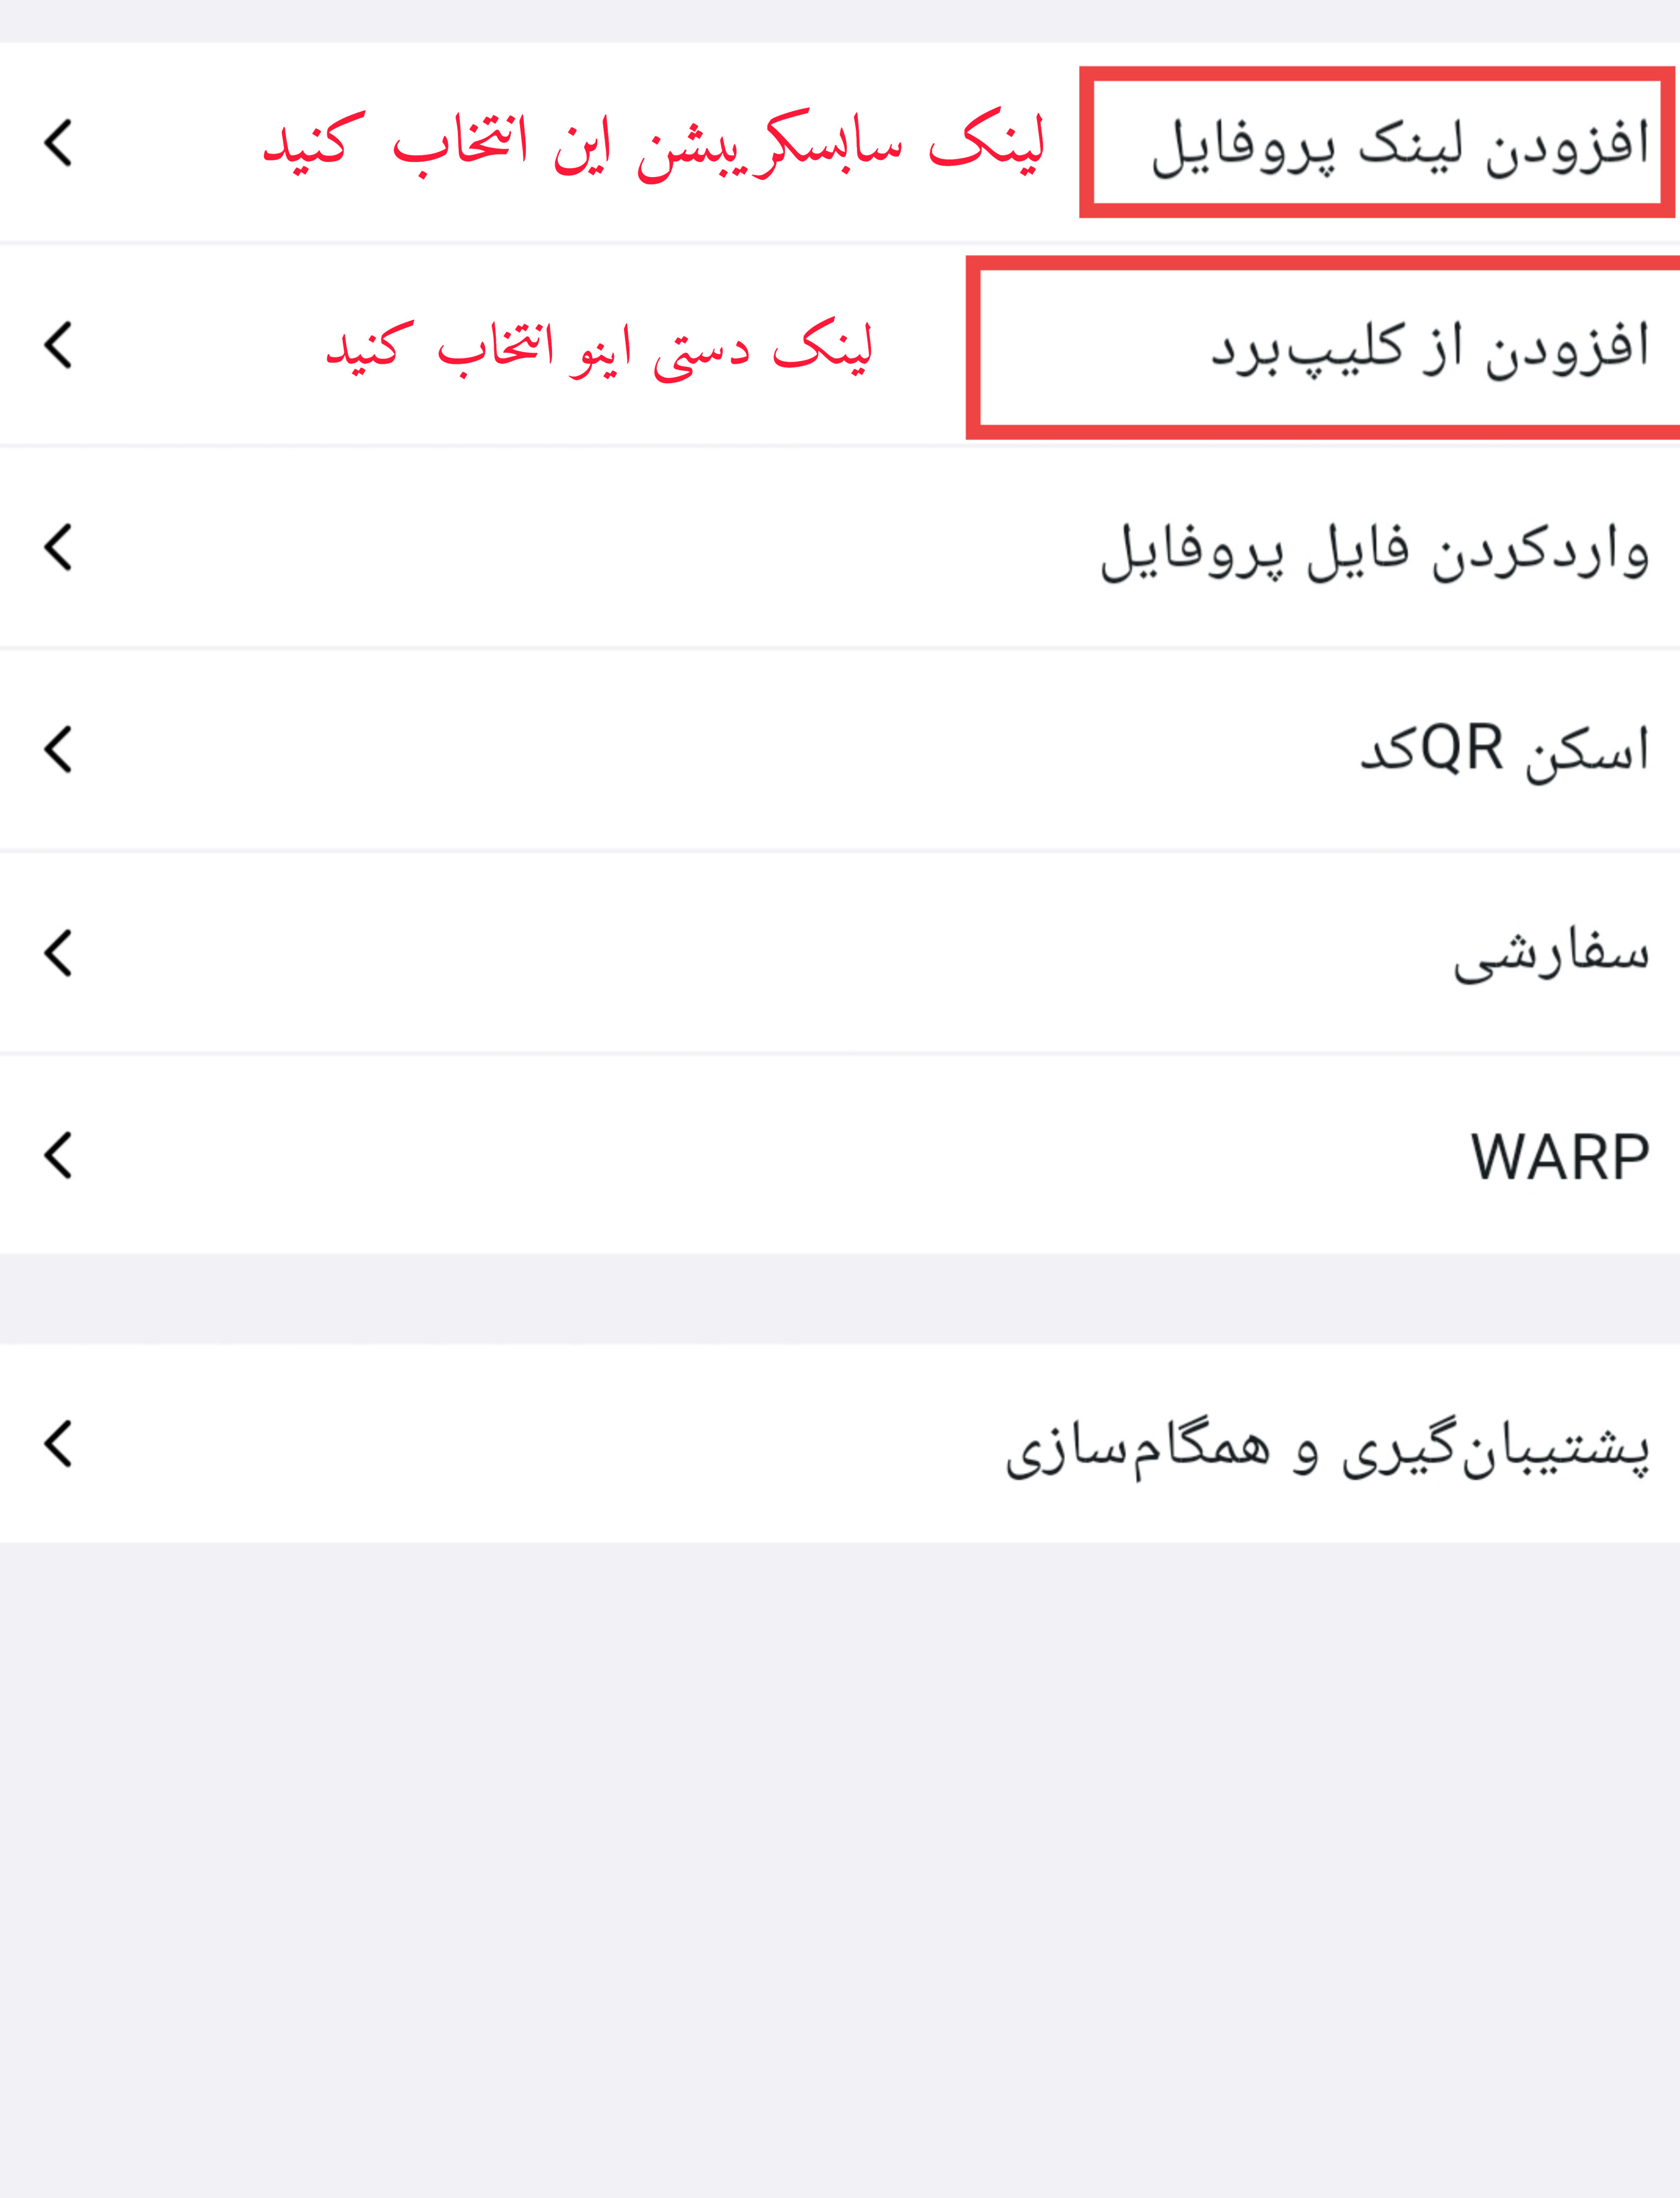 افزودن لینک پروفایل لینک سابسکریبشن این انتخاب کنید
افزودن از کلیپ‌برد لینک دستی اینو انتخاب کنید
واردکردن فایل پروفایل
اسکن QRکد
سفارشی
WARP
پشتیبان‌گیری و همگام‌سازی